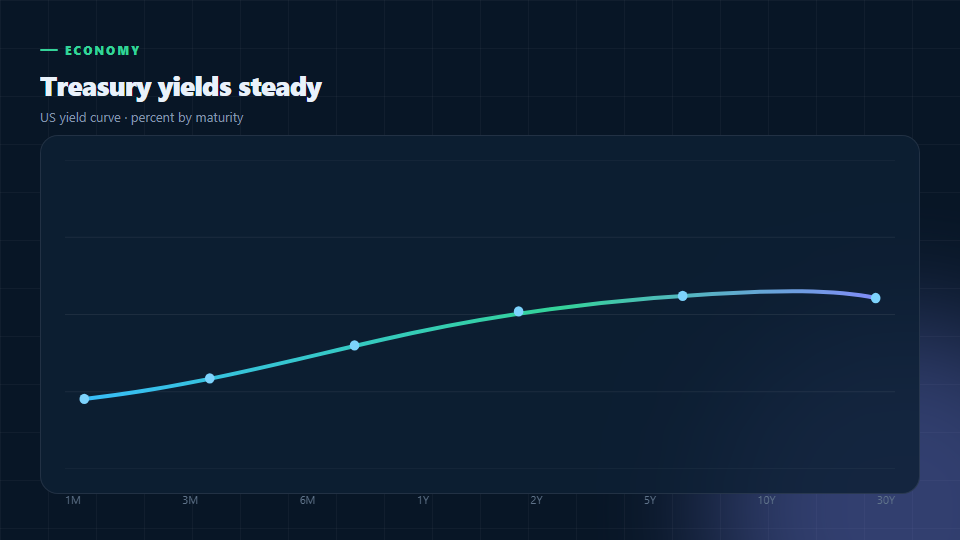 ECONOMY
Treasury yields steady
US yield curve · percent by maturity
1M 3M 6M 1Y 2Y 5Y 10Y 30Y